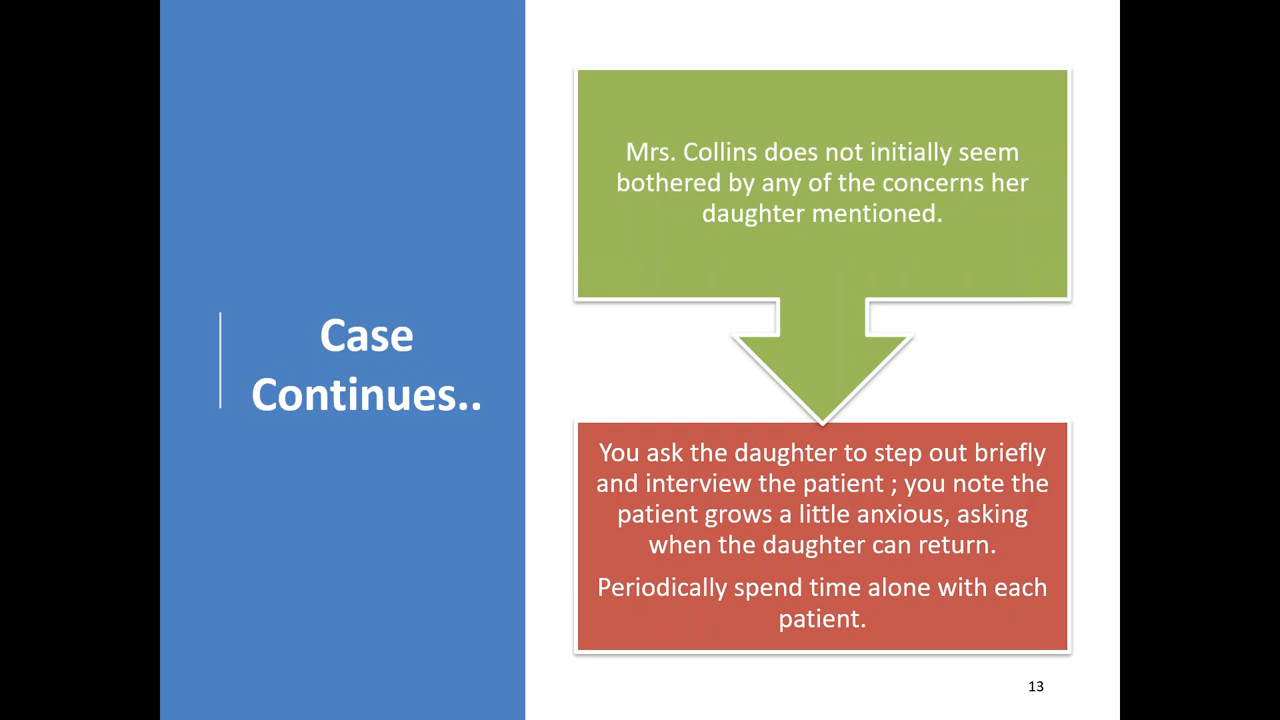 Case
Continues..
Mrs. Collins does not initially seem
bothered by any of the concerns her
daughter mentioned.
You ask the daughter to step out briefly
and interview the patient ; you note the
patient grows a little anxious, asking
when the daughter can return.
Periodically spend time alone with each
patient.
13